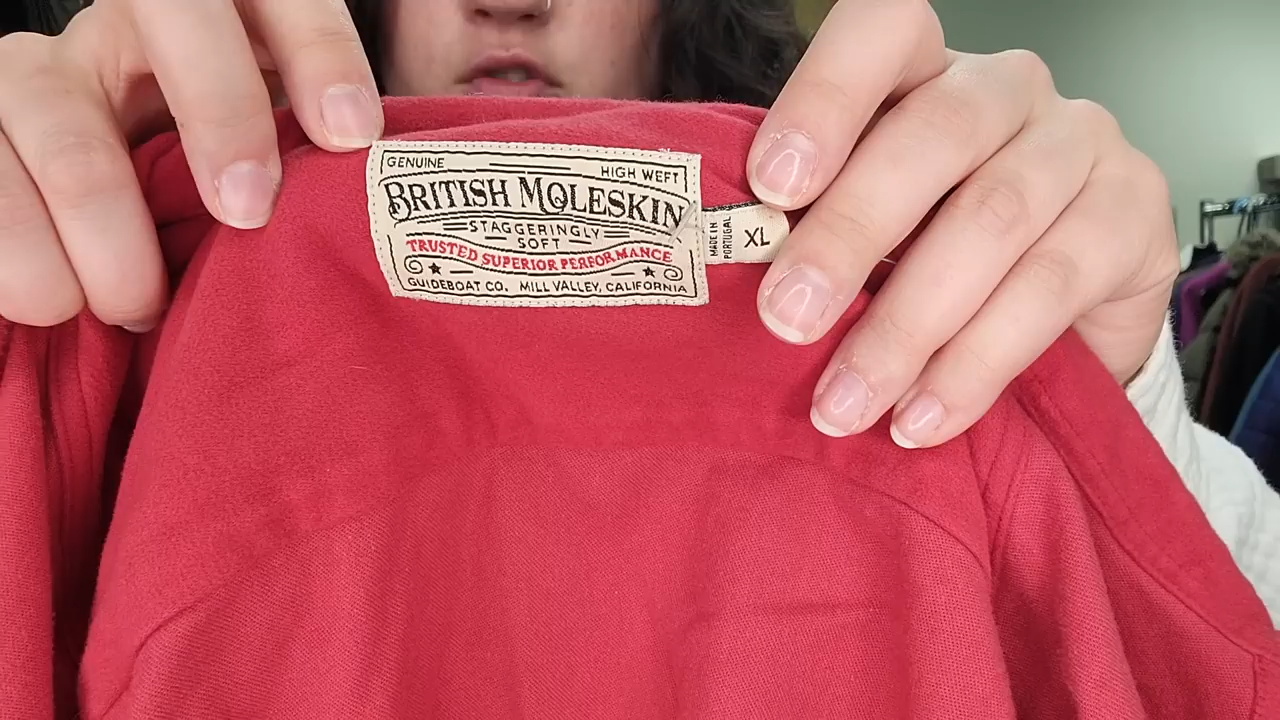 GENUINE
HIGH WEFT
BRITISH MOLESKIN
STAGGERINGLY
SOFT
TRUSTED SUPERIOR PERFORMANCE
GUIDEBOAT CO. MILL VALLEY, CALIFORNIA
MADE IN
PORTUGAL
XL